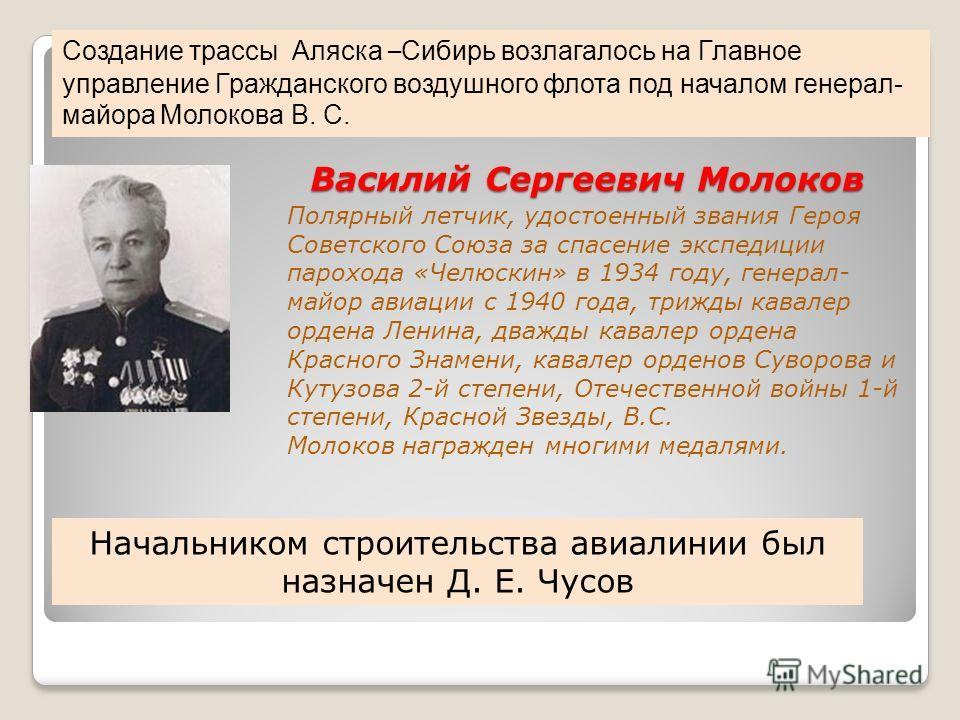 Создание трассы Аляска –Сибирь возлагалось на Главное
управление Гражданского воздушного флота под началом генерал-
майора Молокова В. С.
Василий Сергеевич Молоков
Полярный летчик, удостоенный звания Героя
Советского Союза за спасение экспедиции
парохода «Челюскин» в 1934 году, генерал-
майор авиации с 1940 года, трижды кавалер
ордена Ленина, дважды кавалер ордена
Красного Знамени, кавалер орденов Суворова и
Кутузова 2-й степени, Отечественной войны 1-й
степени, Красной Звезды, В.С.
Молоков награжден многими медалями.
Начальником строительства авиалинии был
назначен Д. Е. Чусов
MyShared